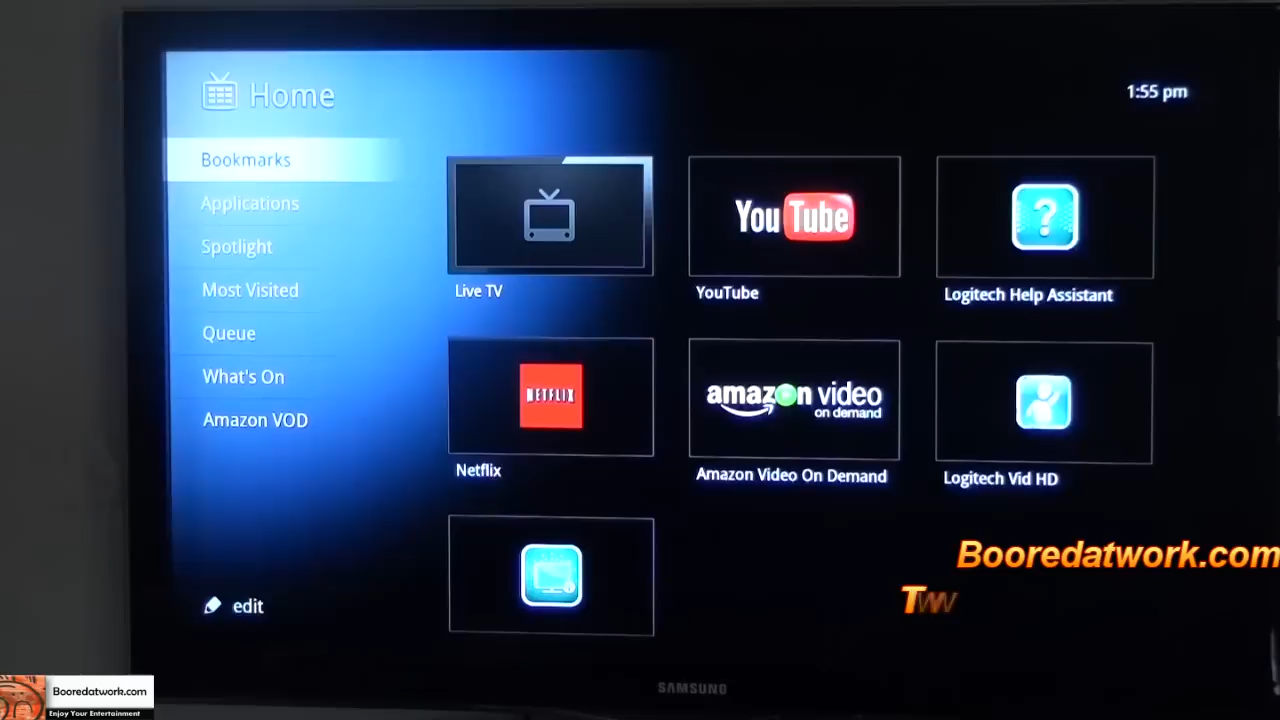 Home
1:55 pm
Bookmarks
Applications
Spotlight
Most Visited
Queue
What's On
Amazon VOD
edit
You Tube
?
Live TV
YouTube
Logitech Help Assistant
NETFLIX
amazon video
on demand
Netflix
Amazon Video On Demand
Logitech Vid HD
Booredatwork.com
SAMSUNG
Booredatwork.com
Enjoy Your Entertainment